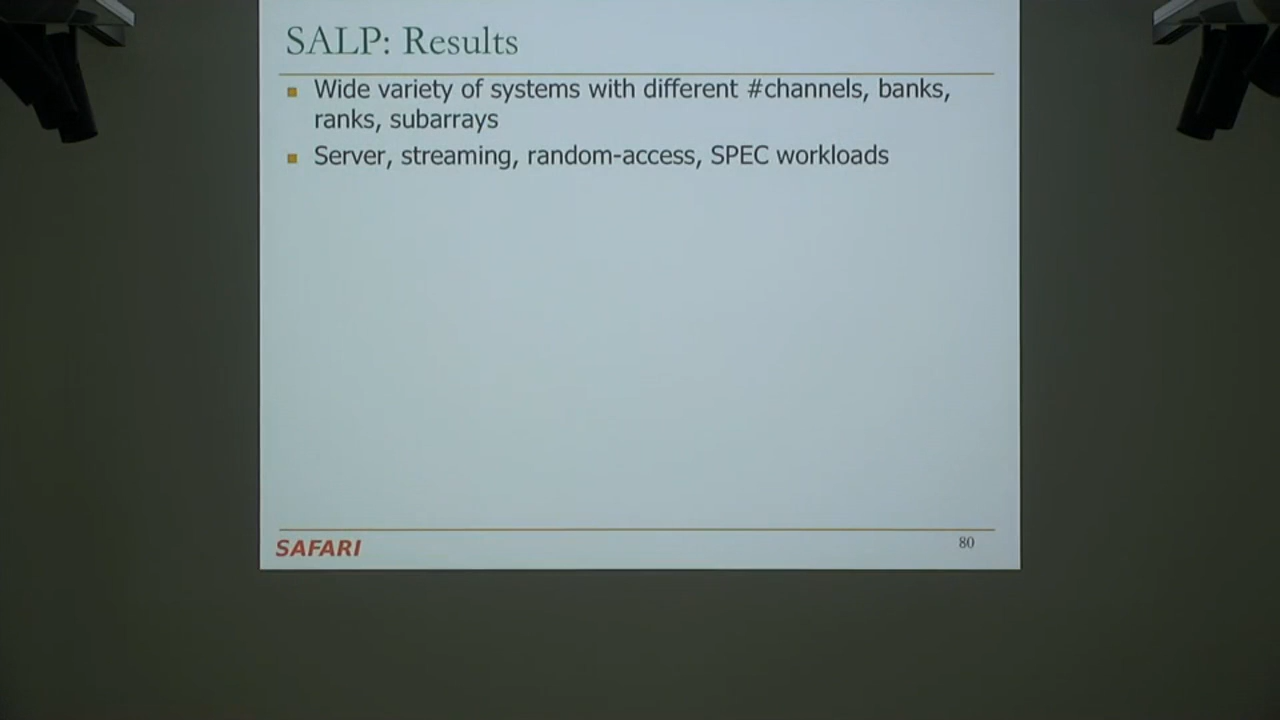 SALP: Results
Wide variety of systems with different #channels, banks,
ranks, subarrays
Server, streaming, random-access, SPEC workloads
SAFARI
80